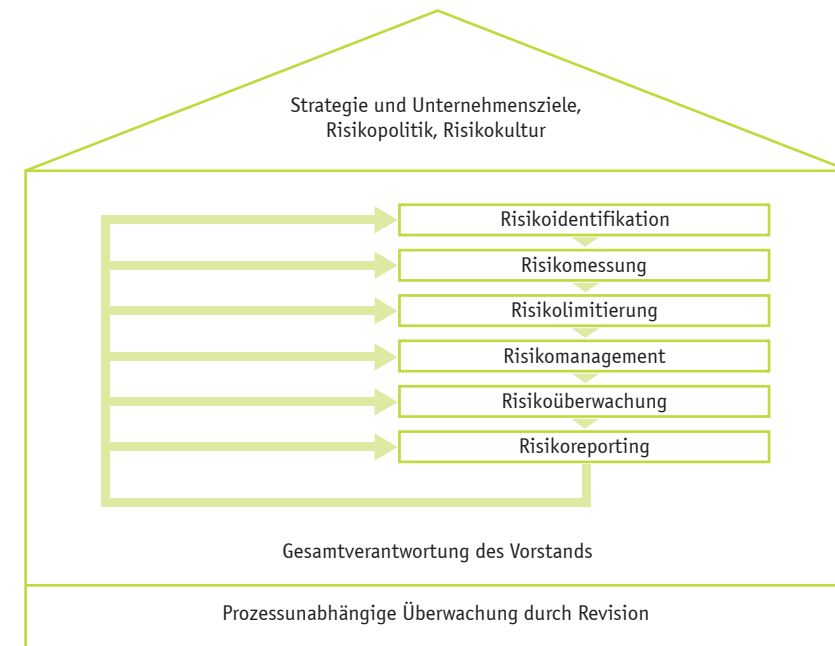 Strategie und Unternehmensziele,
Risikopolitik, Risikokultur
Risikoidentifikation
Risikomessung
Risikolimitierung
Risikomanagement
Risikoüberwachung
Risikoreporting
Gesamtverantwortung des Vorstands
Prozessunabhängige Überwachung durch Revision